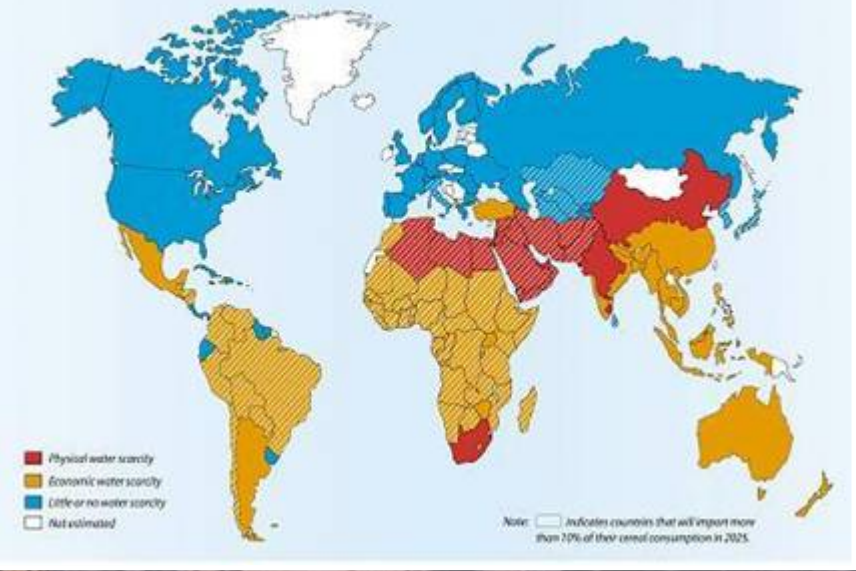 Physical water scarcity
Economic water scarcity
Little or no water scarcity
Not estimated
Note: indicates countries that will import more
than 10% of their cereal consumption in 2025.